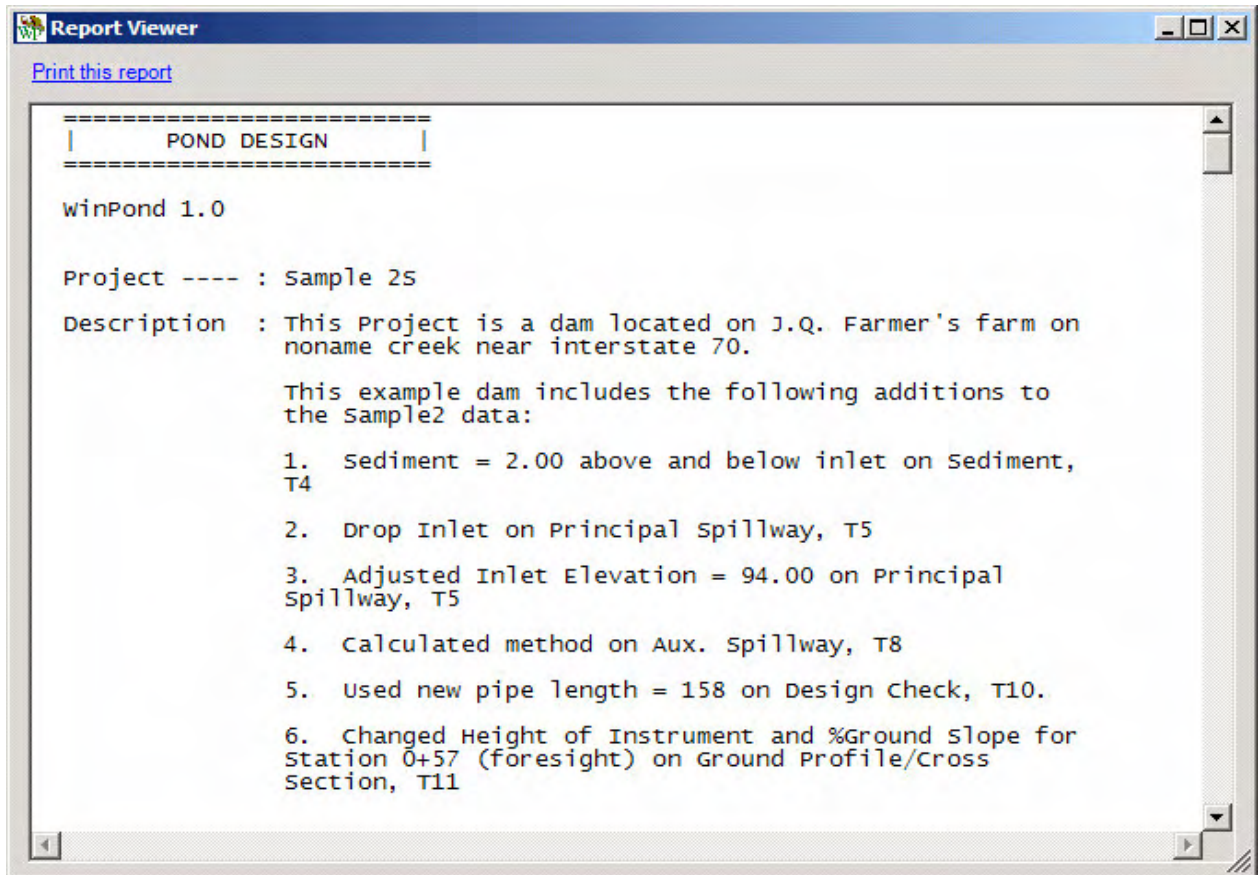 Report Viewer
Print this report
=========================
| POND DESIGN |
=========================
WinPond 1.0
Project ---- : Sample 2S
Description : This Project is a dam located on J.Q. Farmer's farm on
noname creek near interstate 70.
This example dam includes the following additions to
the Sample2 data:
1. Sediment = 2.00 above and below inlet on Sediment,
T4
2. Drop Inlet on Principal Spillway, T5
3. Adjusted Inlet Elevation = 94.00 on Principal
Spillway, T5
4. Calculated method on Aux. Spillway, T8
5. Used new pipe length = 158 on Design Check, T10.
6. Changed Height of Instrument and %Ground Slope for
Station 0+57 (foresight) on Ground Profile/Cross
Section, T11